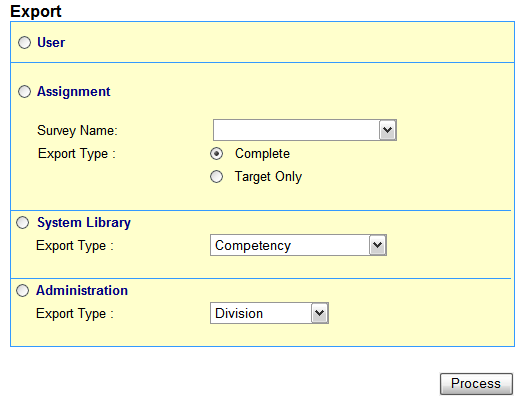 Export
User
Assignment
Survey Name:
Export Type : Complete
Target Only
System Library
Export Type : Competency
Administration
Export Type : Division
Process